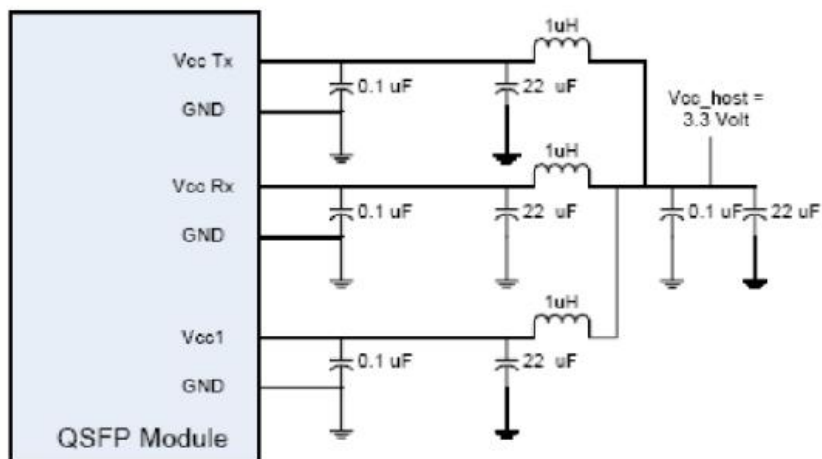 1uH
Vcc Tx
0.1 uF
22 uF
Vcc_host =
3.3 Volt
GND
1uH
Vcc Rx
0.1 uF
22 uF
0.1 uF
22 uF
GND
1uH
Vcc1
0.1 uF
22 uF
GND
QSFP Module